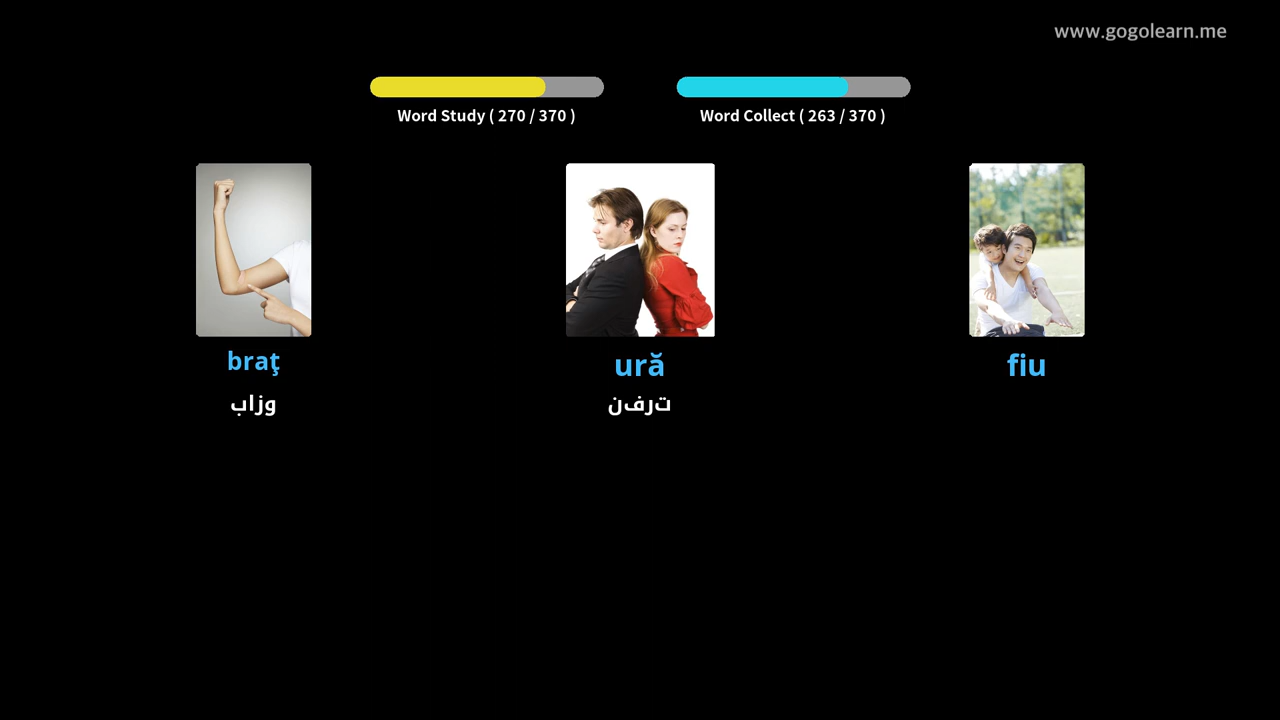 www.gogolearn.me
Word Study ( 270 / 370 )
Word Collect ( 263 / 370 )
braţ
وزاب
ură
ترفن
fiu